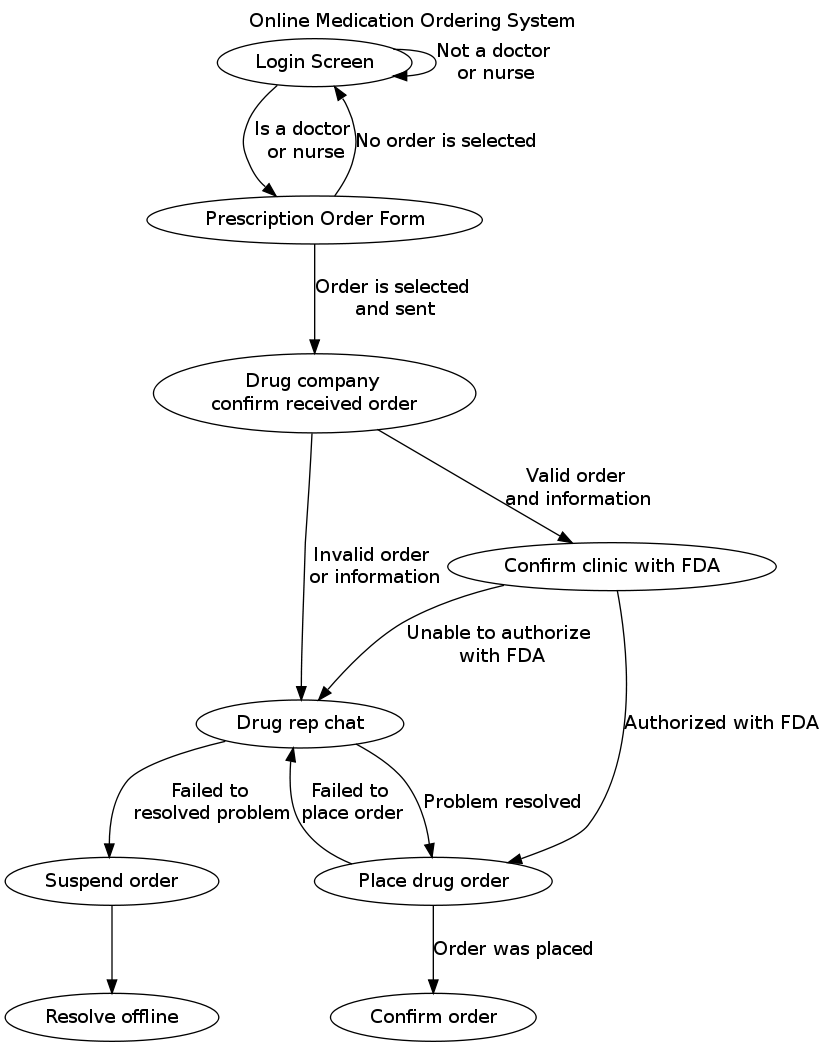 Online Medication Ordering System
Login Screen
Not a doctor
or nurse
Is a doctor
or nurse
No order is selected
Prescription Order Form
Order is selected
and sent
Drug company
confirm received order
Valid order
and information
Invalid order
or information
Confirm clinic with FDA
Unable to authorize
with FDA
Drug rep chat
Authorized with FDA
Failed to
resolved problem
Failed to
place order
Problem resolved
Suspend order
Place drug order
Order was placed
Resolve offline
Confirm order